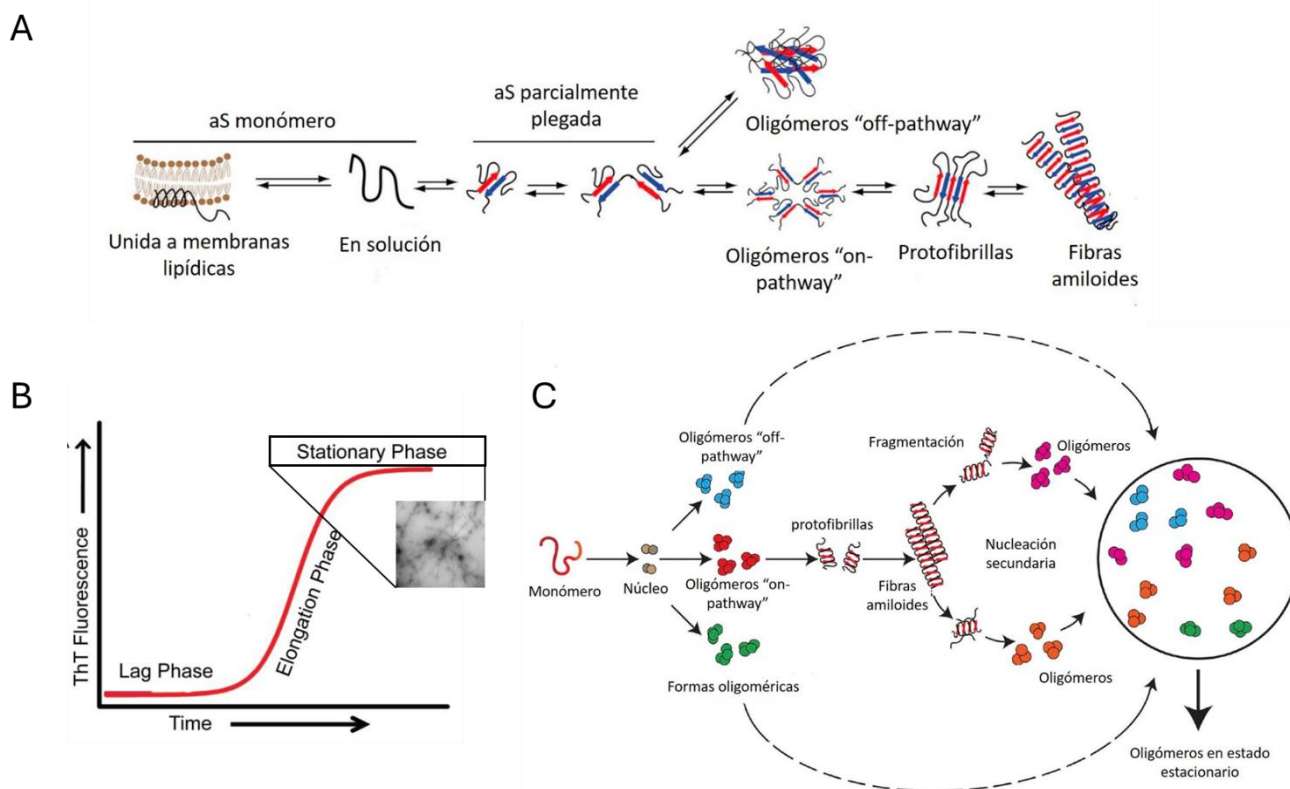 A
aS monómero
aS parcialmente
plegada
Unida a membranas
lipídicas
En solución
Oligómeros “off-pathway”
Oligómeros “on-
pathway”
Protofibrillas
Fibras
amiloides
B
ThT Fluorescence
Lag Phase
Elongation Phase
Stationary Phase
Time
C
Monómero
Núcleo
Oligómeros “off-
pathway”
Oligómeros “on-
pathway”
Formas oligoméricas
protofibrillas
Fibras
amiloides
Fragmentación
Oligómeros
Nucleación
secundaria
Oligómeros
Oligómeros en estado
estacionario